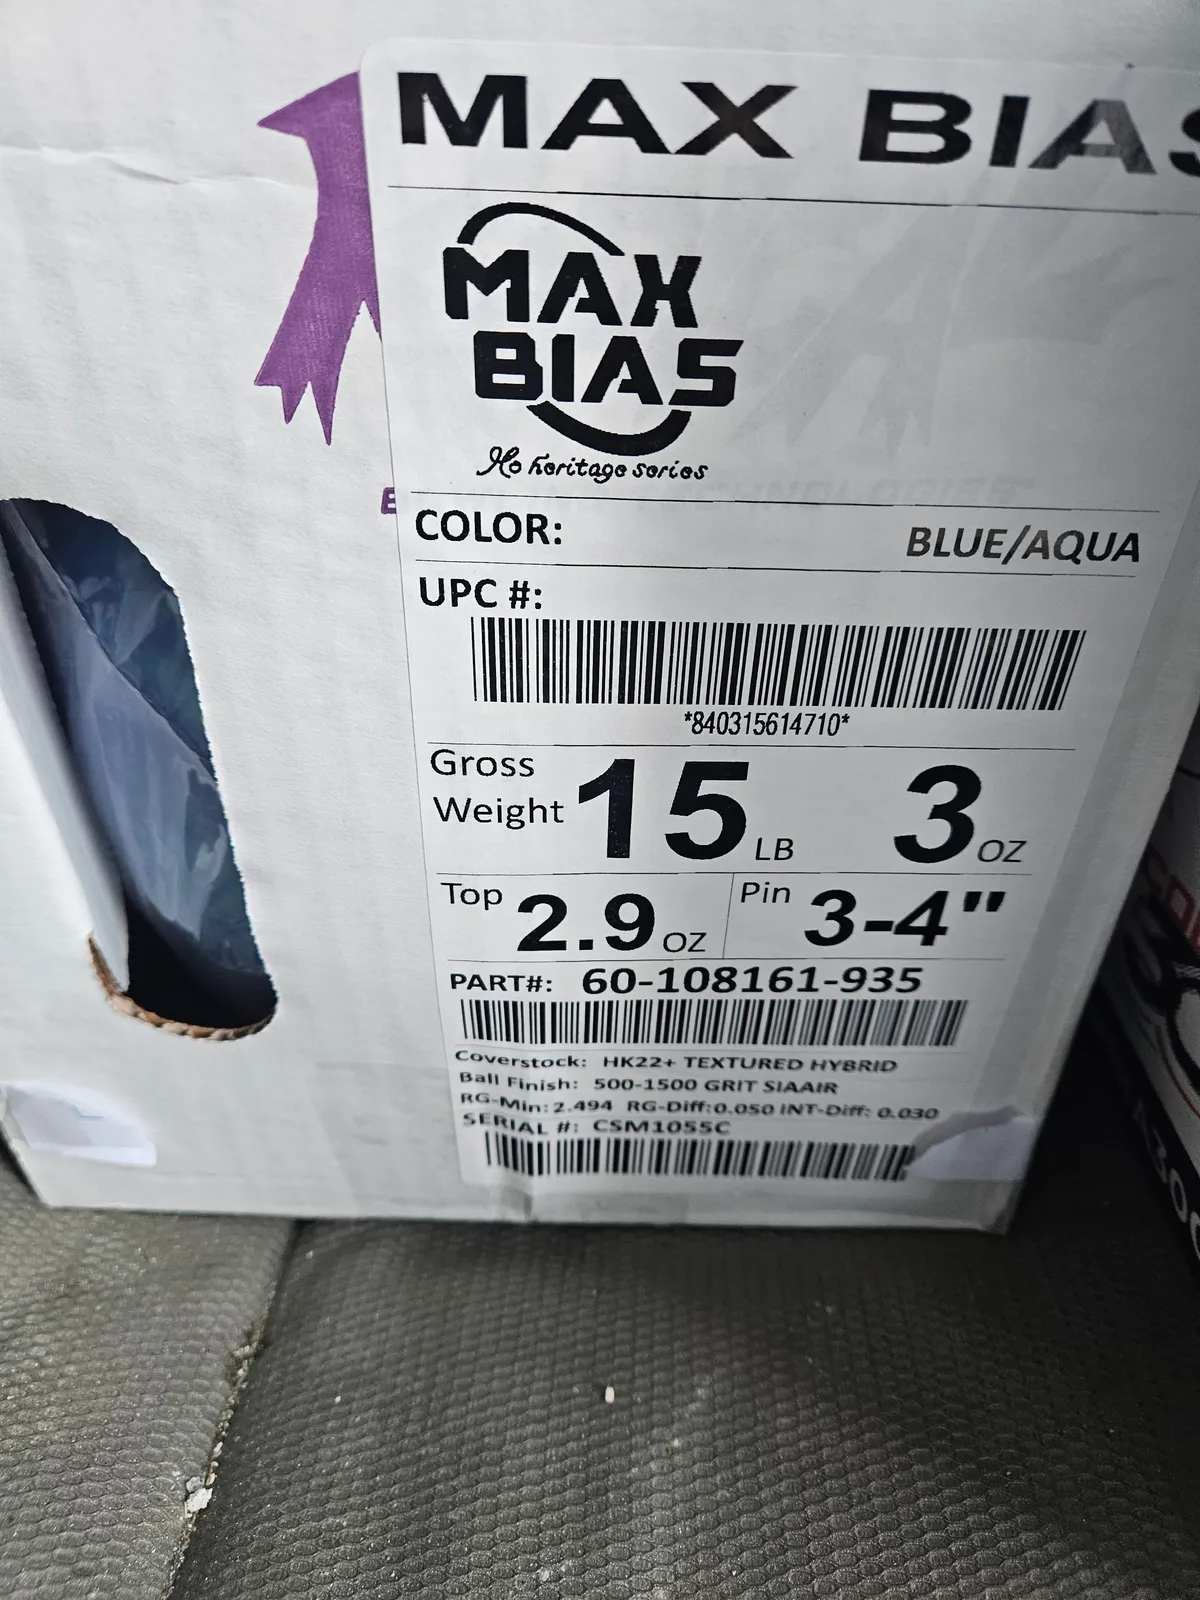 MAX BIAS
MAX
BIAS
Ho heritage series
COLOR: BLUE/AQUA
UPC #:
*840315614710*
Gross Weight 15 LB 3 OZ
Top 2.9 OZ Pin 3-4"
PART#: 60-108161-935
Coverstock: HK22+ TEXTURED HYBRID
Ball Finish: 500-1500 GRIT SIAAIR
RG-Min: 2.494 RG-Diff: 0.050 INT-Diff: 0.030
SERIAL #: CSM1055C